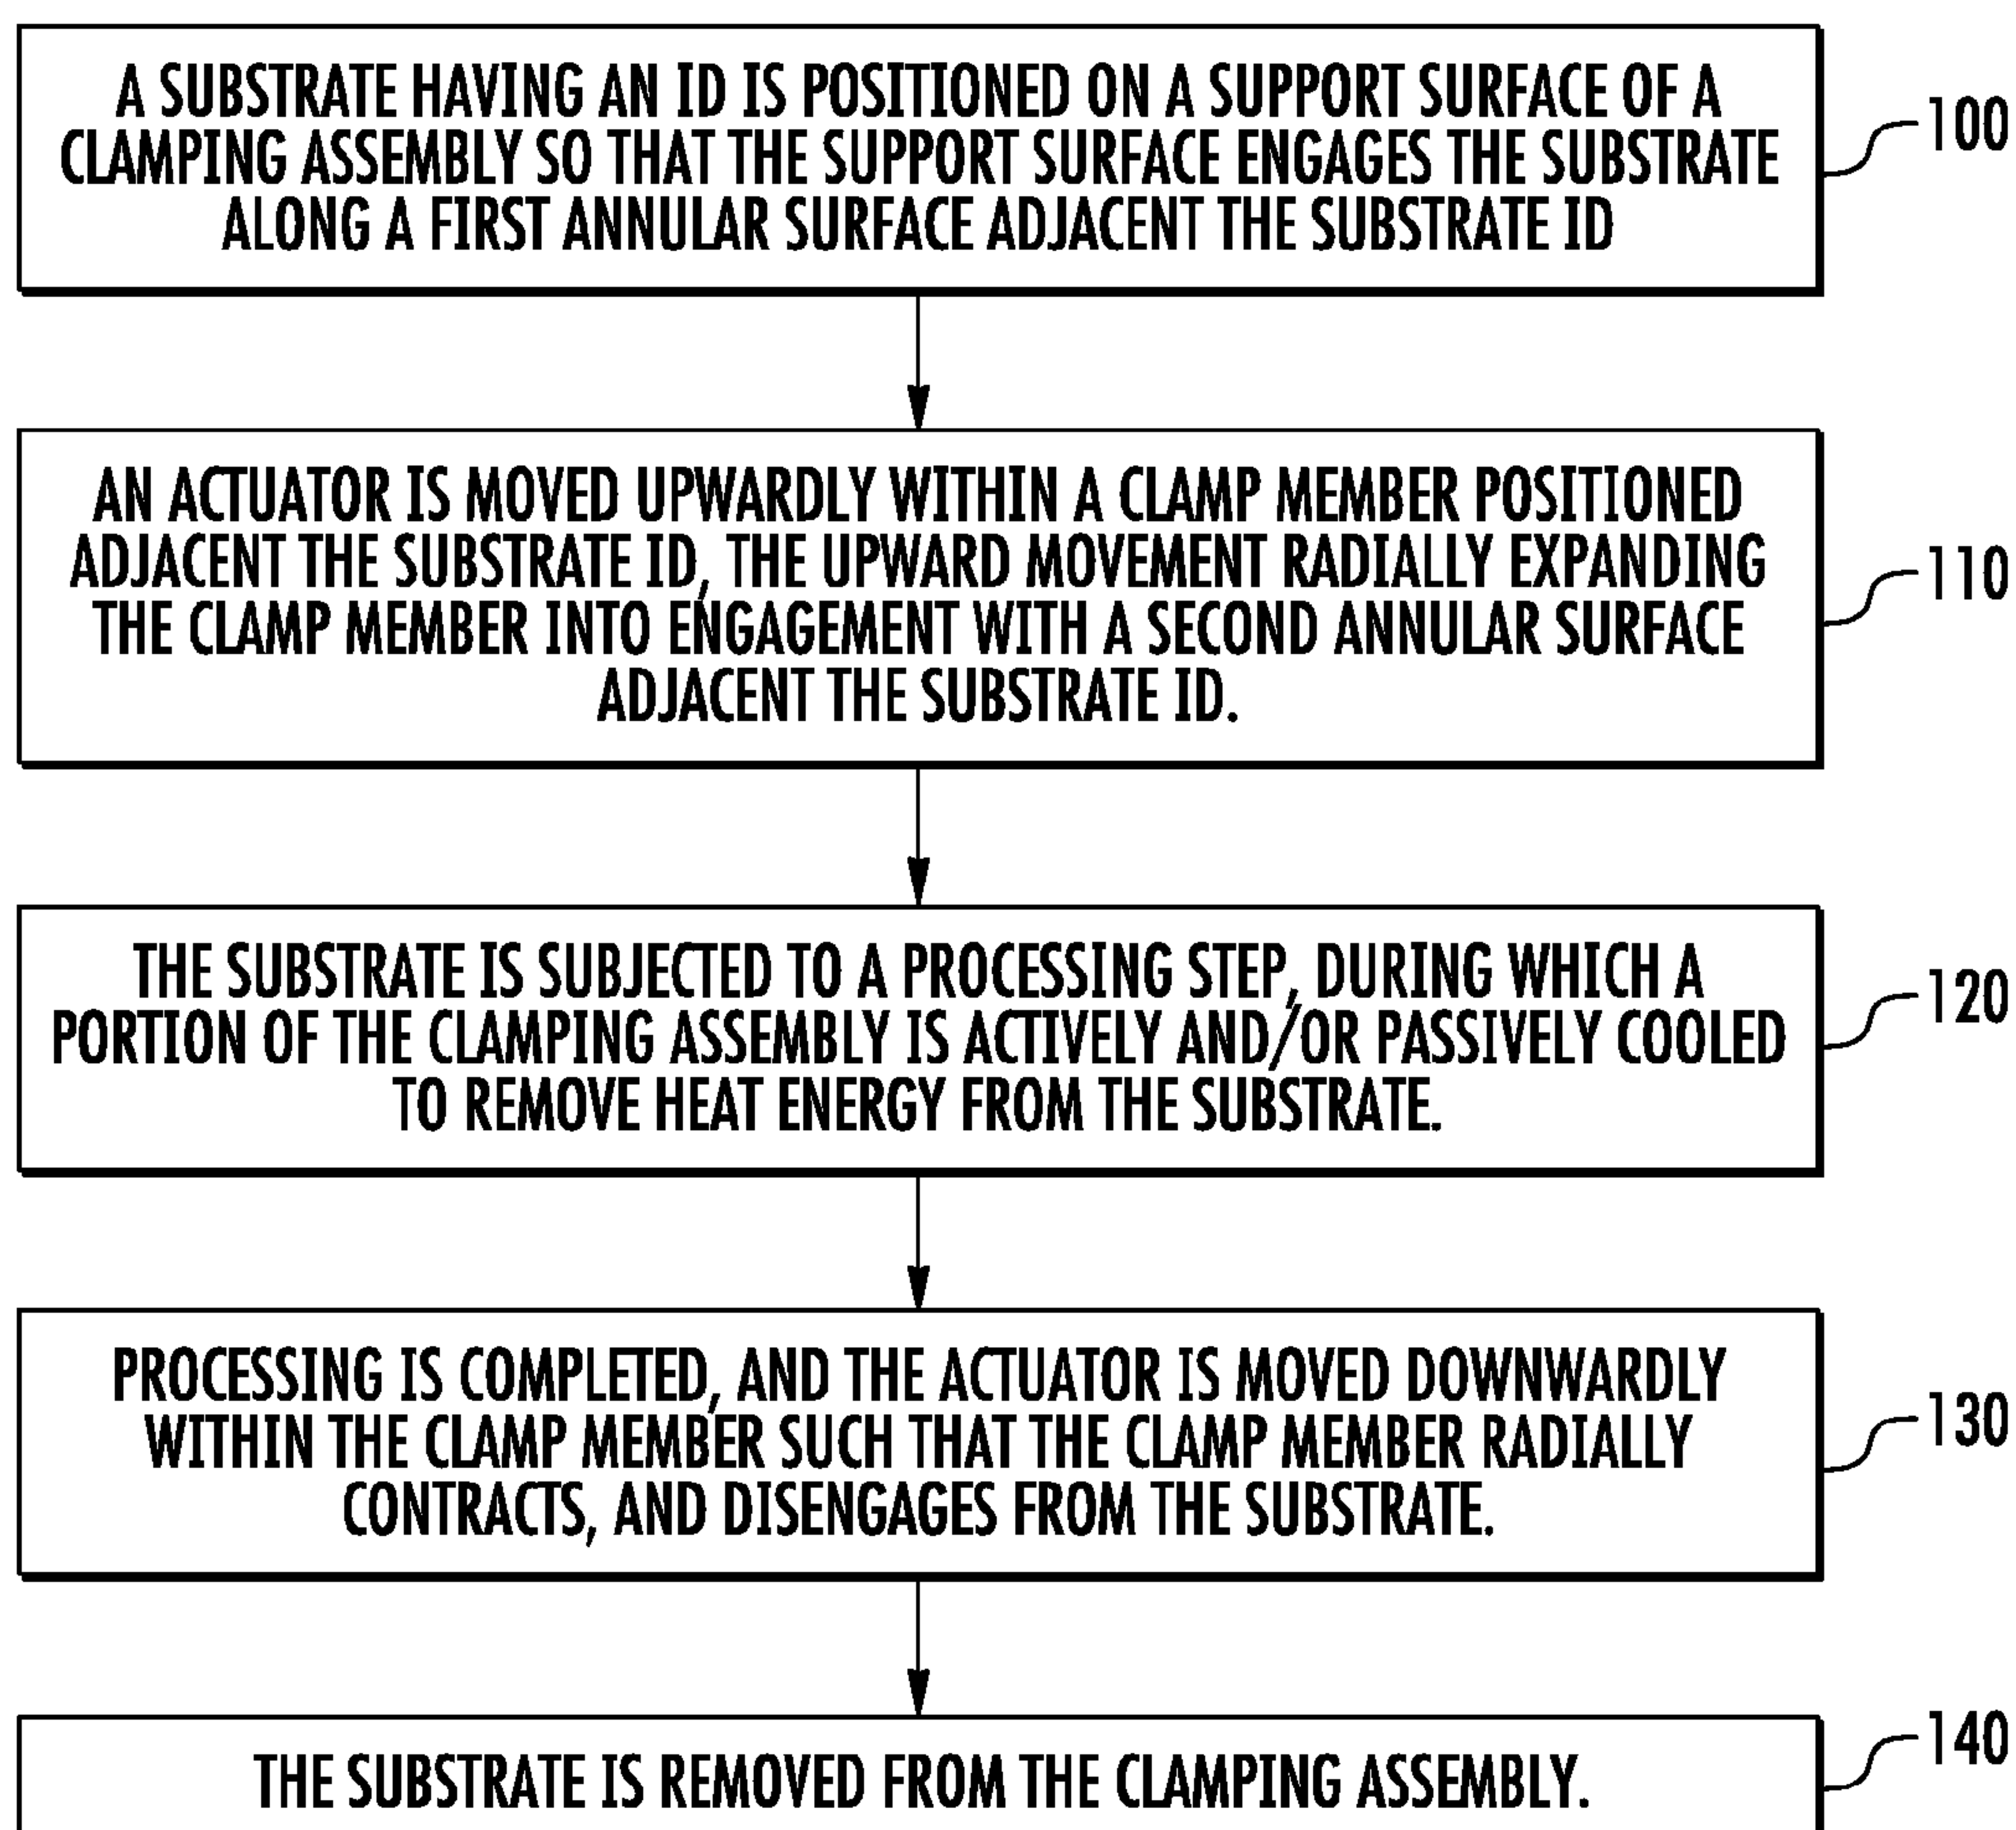 A SUBSTRATE HAVING AN ID IS POSITIONED ON A SUPPORT SURFACE OF A
CLAMPING ASSEMBLY SO THAT THE SUPPORT SURFACE ENGAGES THE SUBSTRATE
ALONG A FIRST ANNULAR SURFACE ADJACENT THE SUBSTRATE ID
100
AN ACTUATOR IS MOVED UPWARDLY WITHIN A CLAMP MEMBER POSITIONED
ADJACENT THE SUBSTRATE ID, THE UPWARD MOVEMENT RADIALLY EXPANDING
THE CLAMP MEMBER INTO ENGAGEMENT WITH A SECOND ANNULAR SURFACE
ADJACENT THE SUBSTRATE ID.
110
THE SUBSTRATE IS SUBJECTED TO A PROCESSING STEP, DURING WHICH A
PORTION OF THE CLAMPING ASSEMBLY IS ACTIVELY AND/OR PASSIVELY COOLED
TO REMOVE HEAT ENERGY FROM THE SUBSTRATE.
120
PROCESSING IS COMPLETED, AND THE ACTUATOR IS MOVED DOWNWARDLY
WITHIN THE CLAMP MEMBER SUCH THAT THE CLAMP MEMBER RADIALLY
CONTRACTS, AND DISENGAGES FROM THE SUBSTRATE.
130
THE SUBSTRATE IS REMOVED FROM THE CLAMPING ASSEMBLY.
140